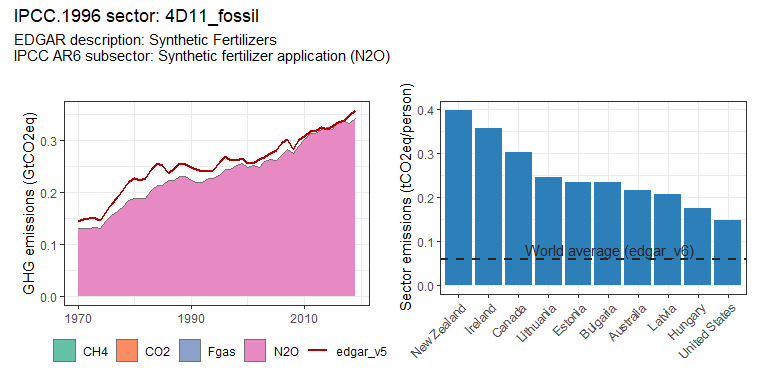 IPCC.1996 sector: 4D11_fossil
EDGAR description: Synthetic Fertilizers
IPCC AR6 subsector: Synthetic fertilizer application (N2O)
GHG emissions (GtCO2eq)
0.3
0.2
0.1
0.0
1970
1990
2010
CH4
CO2
Fgas
N2O
edgar_v5
Sector emissions (tCO2eq/person)
0.4
0.3
0.2
0.1
0.0
World average (edgar_v6)
New Zealand
Ireland
Canada
Lithuania
Estonia
Bulgaria
Australia
Latvia
Hungary
United States